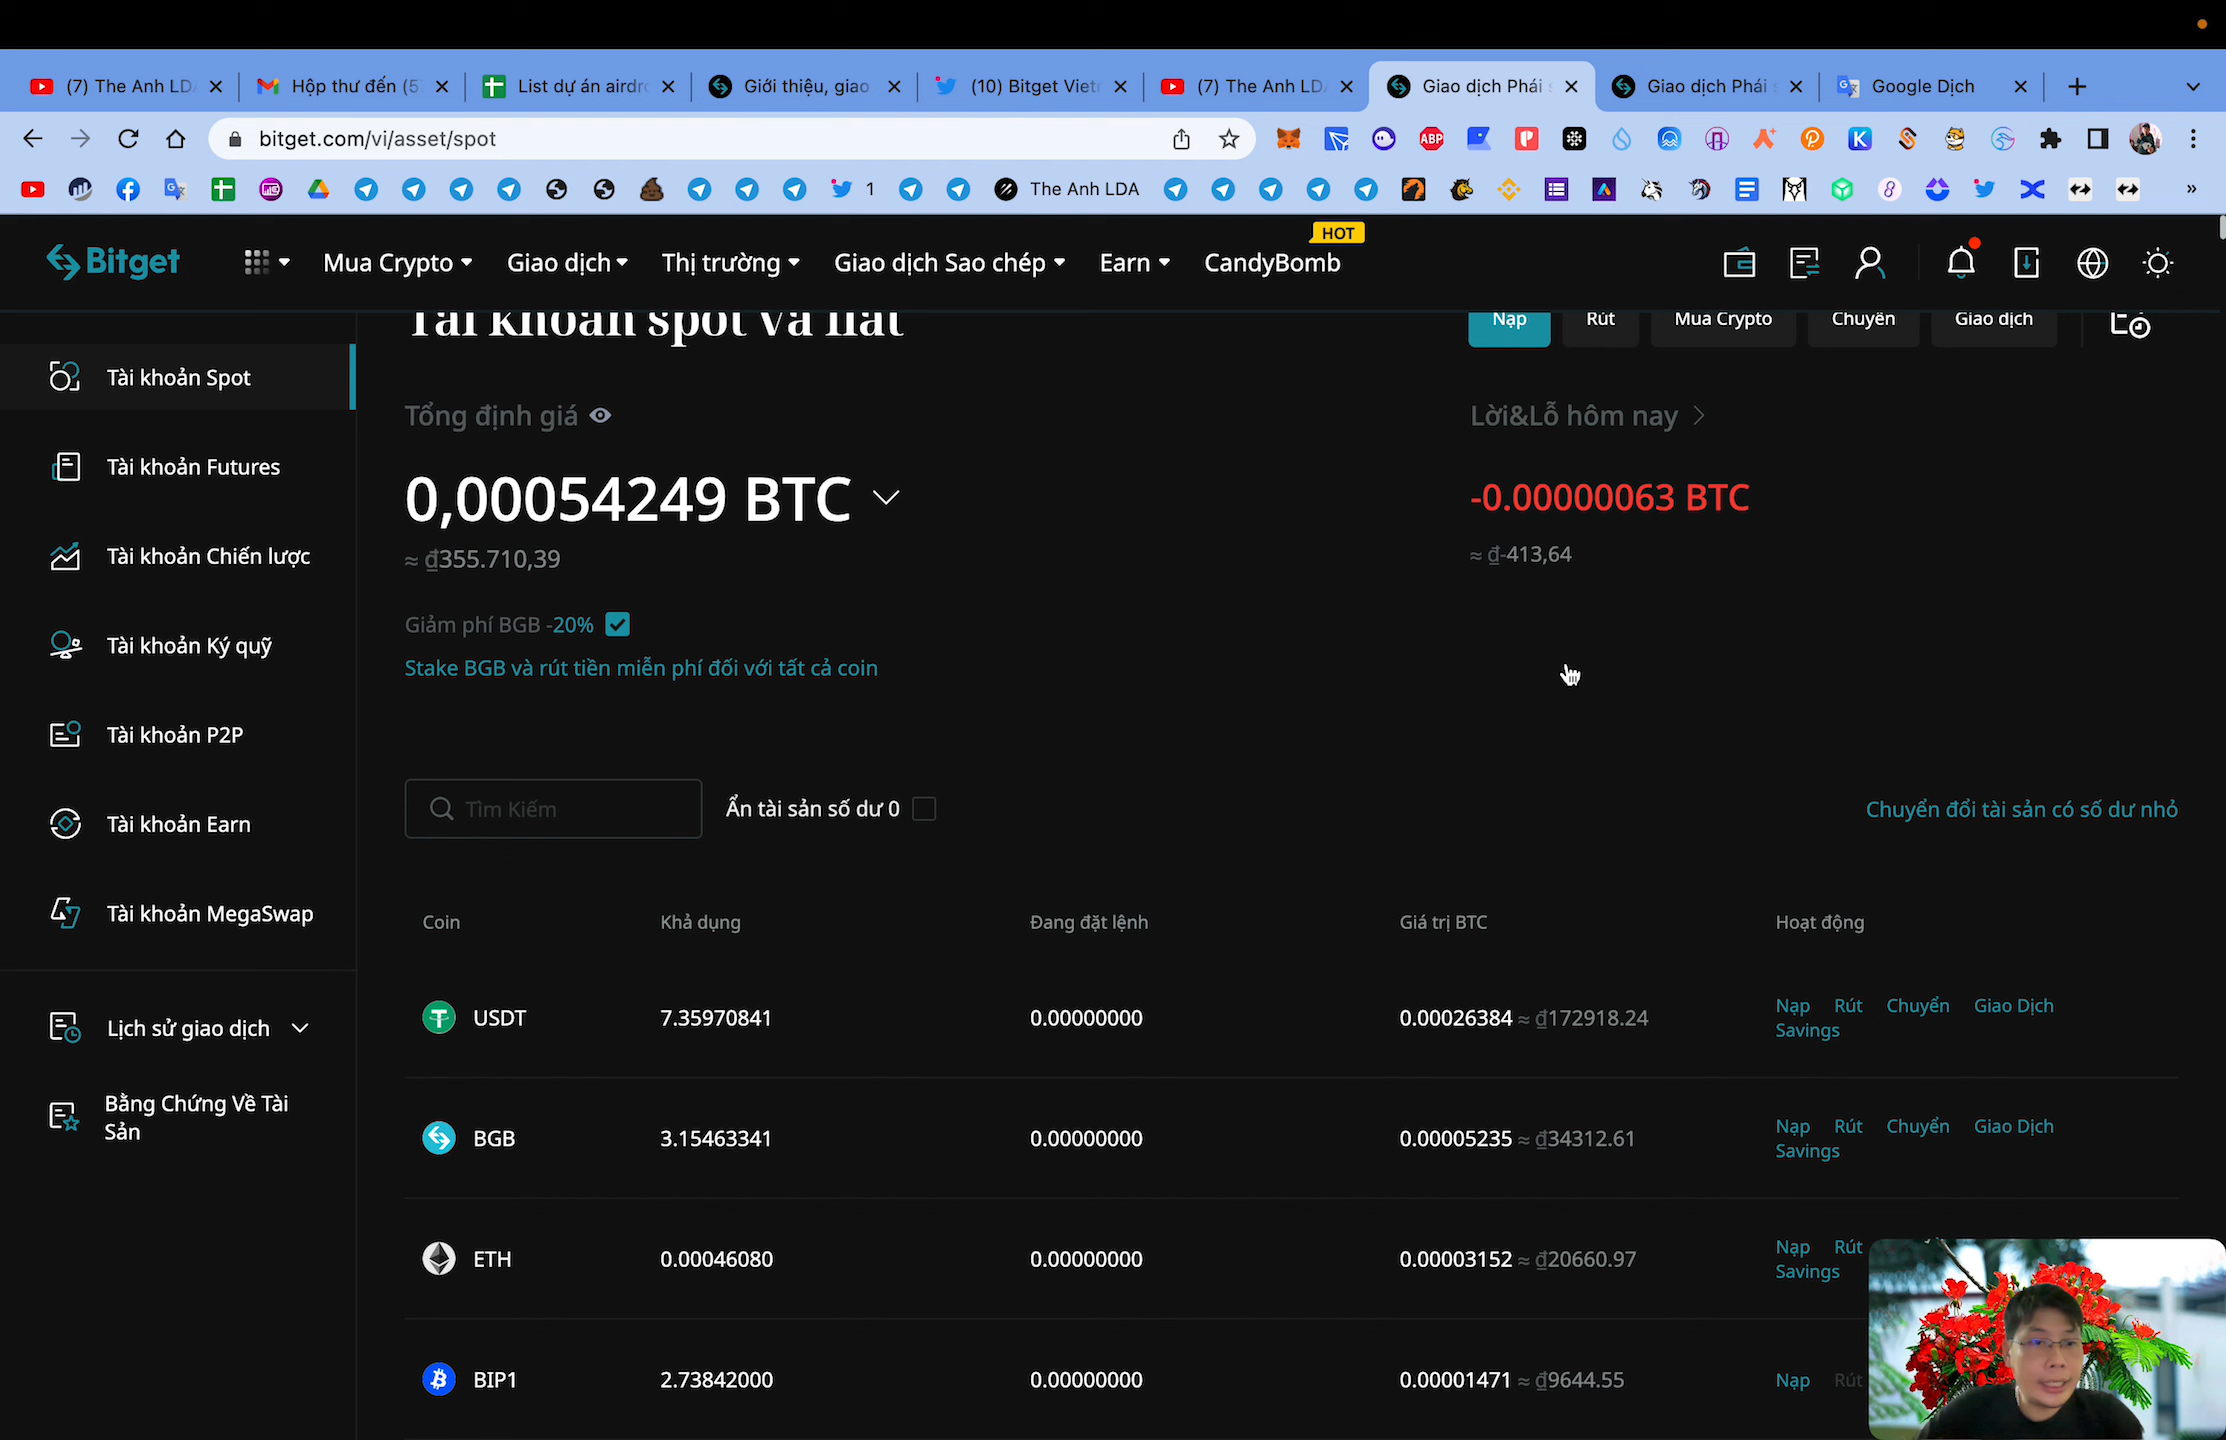 (7) The Anh LD
Hộp thư đến (5
List dự án airdr
Giới thiệu, giao
(10) Bitget Viet
(7) The Anh LD
Giao dịch Phái
Giao dịch Phái
Google Dịch
bitget.com/vi/asset/spot
ABP
1
The Anh LDA
Bitget
Mua Crypto
Giao dịch
Thị trường
Giao dịch Sao chép
Earn
CandyBomb
HOT
Tài khoản spot và fiat
Nạp
Rút
Mua Crypto
Chuyển
Giao dịch
Tài khoản Spot
Tài khoản Futures
Tài khoản Chiến lược
Tài khoản Ký quỹ
Tài khoản P2P
Tài khoản Earn
Tài khoản MegaSwap
Lịch sử giao dịch
Bằng Chứng Về Tài
Sản
Tổng định giá
0,00054249 BTC
≈ ₫355.710,39
Lời&Lỗ hôm nay
-0.00000063 BTC
≈ ₫-413,64
Giảm phí BGB -20%
Stake BGB và rút tiền miễn phí đối với tất cả coin
Tìm Kiếm
Ẩn tài sản số dư 0
Chuyển đổi tài sản có số dư nhỏ
Coin Khả dụng Đang đặt lệnh Giá trị BTC Hoạt động
USDT 7.35970841 0.00000000 0.00026384 ≈ ₫172918.24 Nạp Rút Chuyển Giao Dịch
Savings
BGB 3.15463341 0.00000000 0.00005235 ≈ ₫34312.61 Nạp Rút Chuyển Giao Dịch
Savings
ETH 0.00046080 0.00000000 0.00003152 ≈ ₫20660.97 Nạp Rút
Savings
BIP1 2.73842000 0.00000000 0.00001471 ≈ ₫9644.55 Nạp Rút